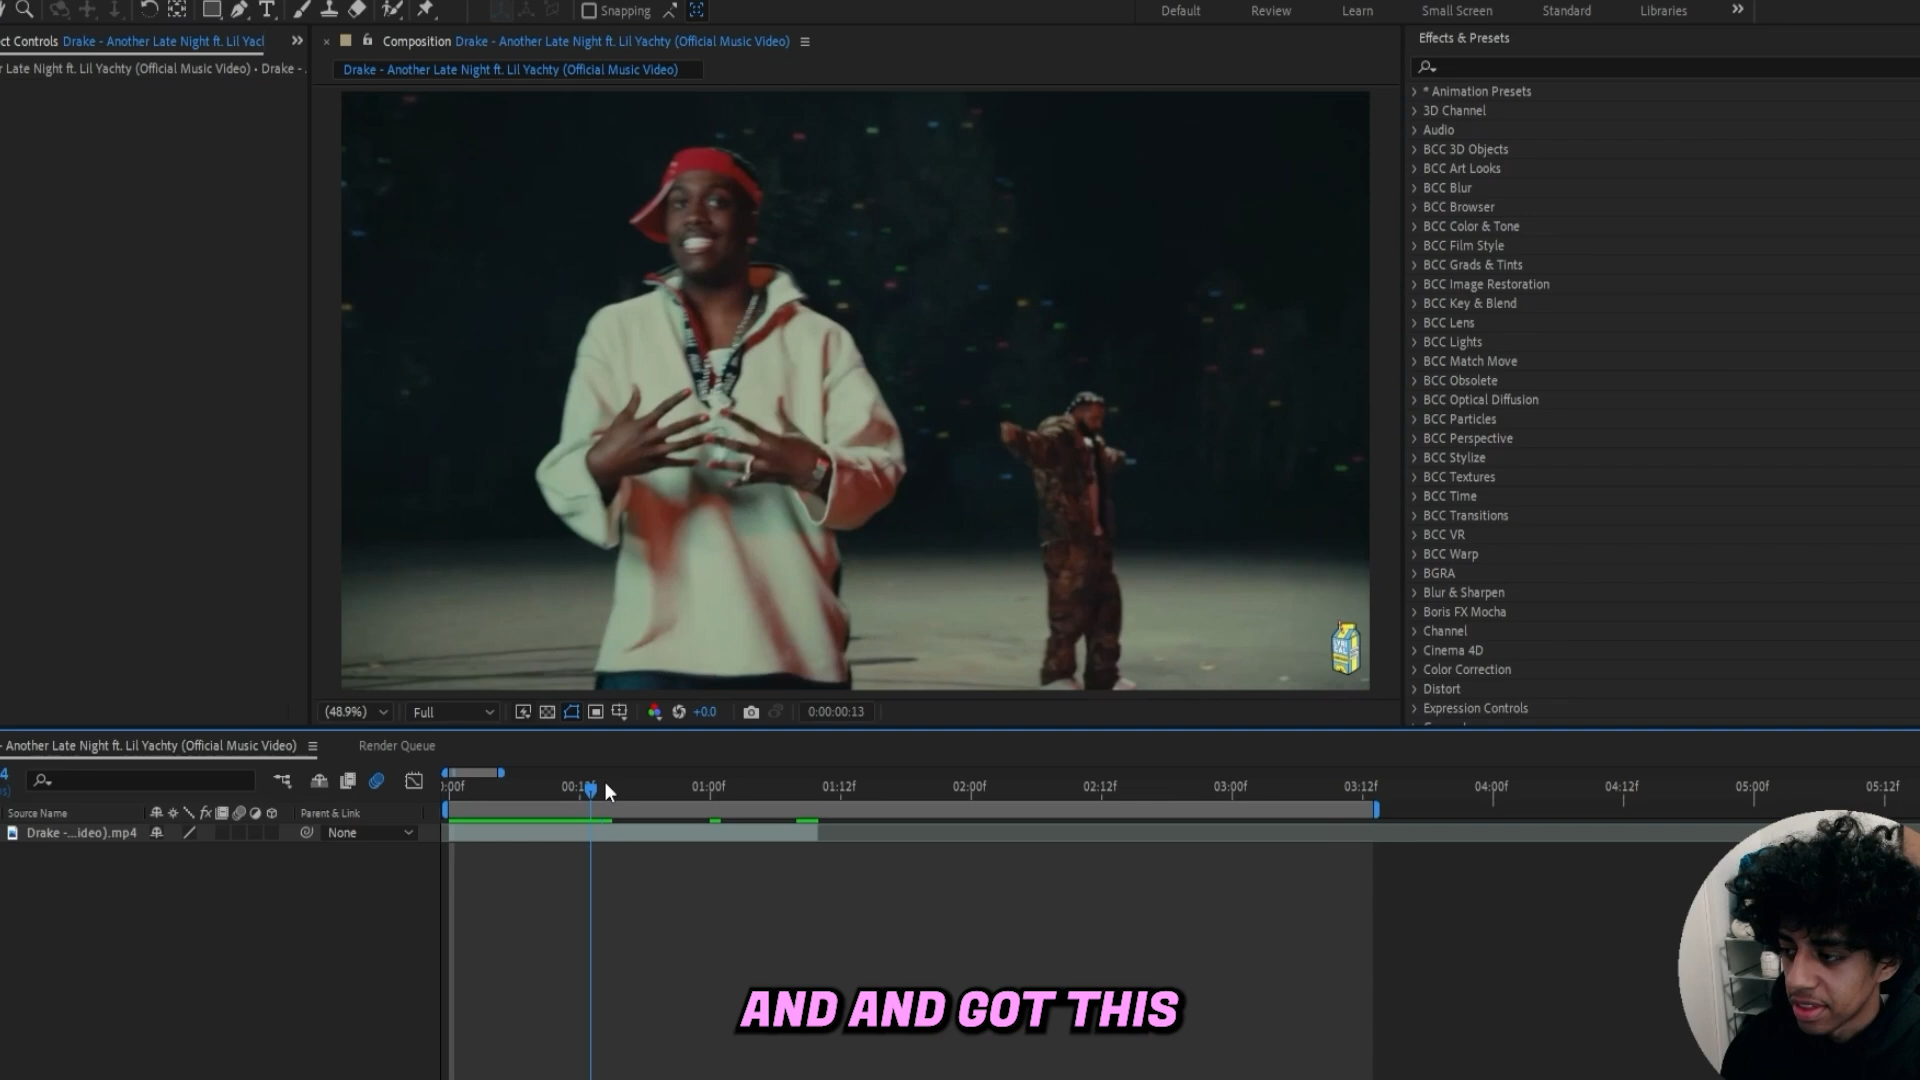 Snapping
Default
Review
Learn
Small Screen
Standard
Libraries
ct Controls Drake - Another Late Night ft. Lil Yacl
Composition Drake - Another Late Night ft. Lil Yachty (Official Music Video)
Effects & Presets
r Late Night ft. Lil Yachty (Official Music Video) • Drake -
Drake - Another Late Night ft. Lil Yachty (Official Music Video)
* Animation Presets
3D Channel
Audio
BCC 3D Objects
BCC Art Looks
BCC Blur
BCC Browser
BCC Color & Tone
BCC Film Style
BCC Grads & Tints
BCC Image Restoration
BCC Key & Blend
BCC Lens
BCC Lights
BCC Match Move
BCC Obsolete
BCC Optical Diffusion
BCC Particles
BCC Perspective
BCC Stylize
BCC Textures
BCC Time
BCC Transitions
BCC VR
BCC Warp
BGRA
Blur & Sharpen
Boris FX Mocha
Channel
Cinema 4D
Color Correction
Distort
Expression Controls
LYRI
CAL
(48.9%)
Full
+0.0
0:00:00:13
- Another Late Night ft. Lil Yachty (Official Music Video)
Render Queue
4
s)
:00f
01:00f
01:12f
02:00f
02:12f
03:00f
03:12f
04:00f
04:12f
05:00f
05:12f
Source Name
fx
Parent & Link
Drake -...ideo).mp4
None
AND AND GOT THIS